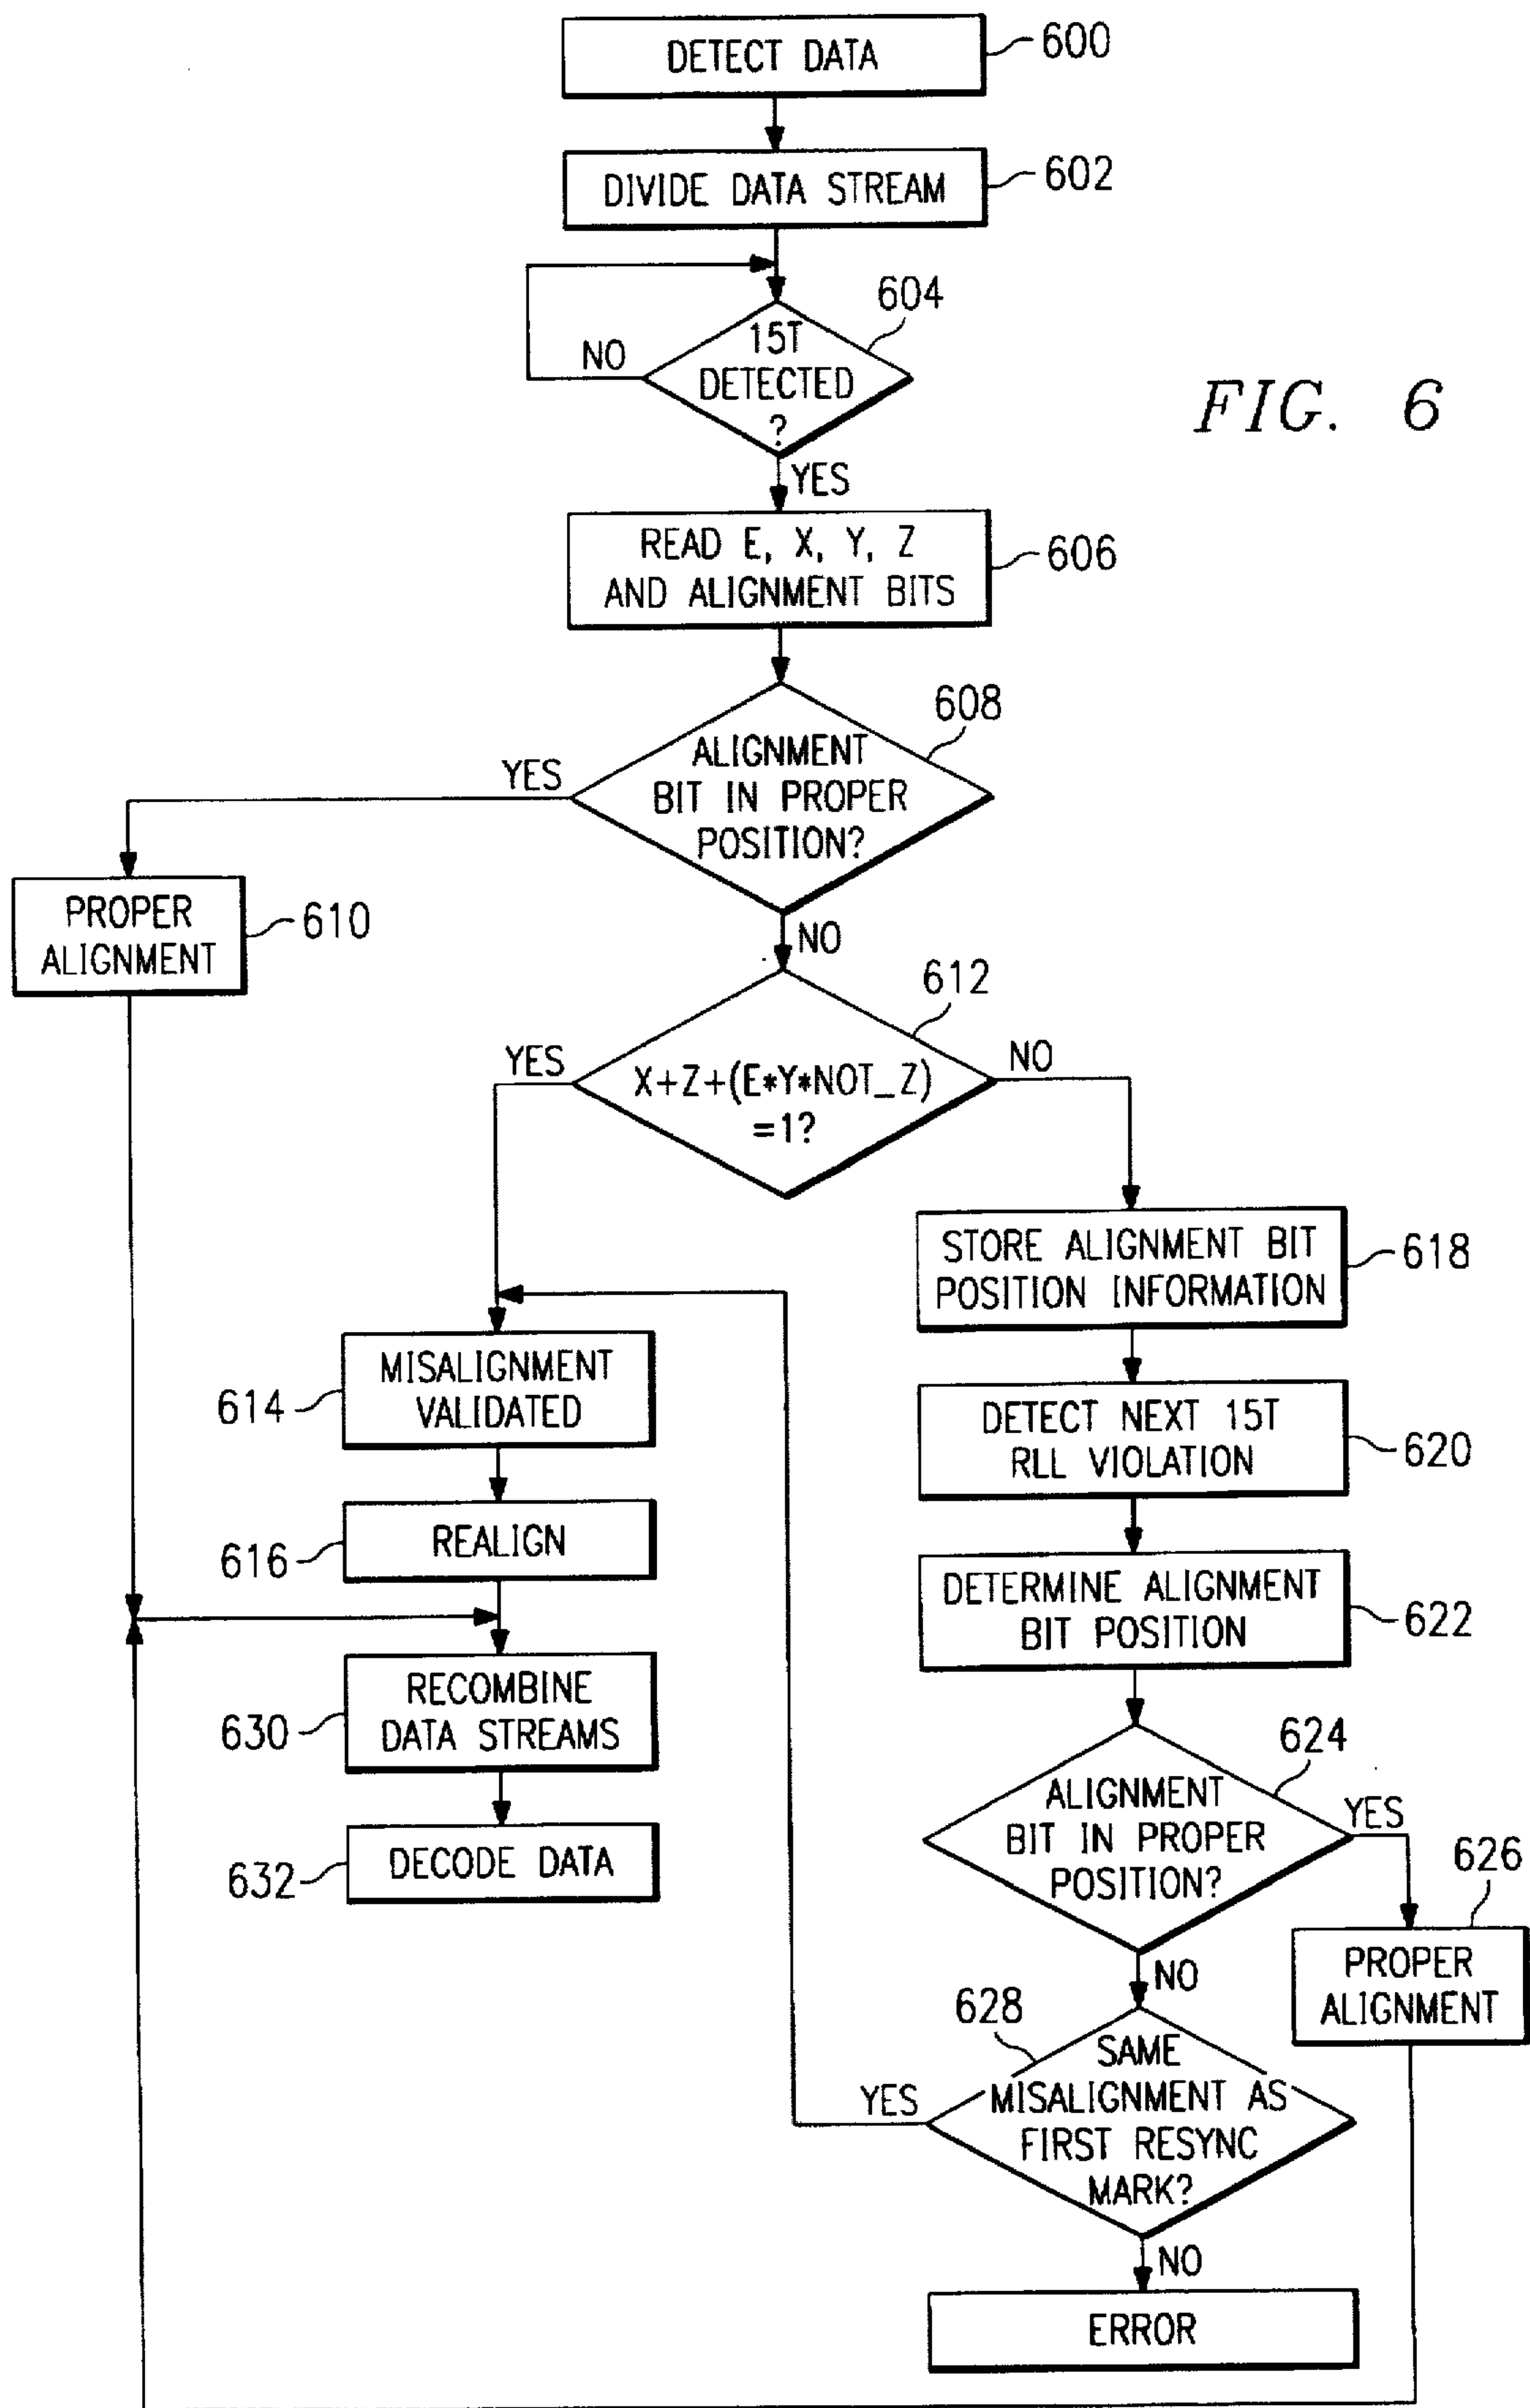 DETECT DATA
600
DIVIDE DATA STREAM
602
604
15T
DETECTED
?
NO
YES
FIG. 6
READ E, X, Y, Z
AND ALIGNMENT BITS
606
608
ALIGNMENT
BIT IN PROPER
POSITION?
YES
NO
PROPER
ALIGNMENT
610
612
X+Z+(E*Y*NOT_Z)
=1?
YES
NO
STORE ALIGNMENT BIT
POSITION INFORMATION
618
MISALIGNMENT
VALIDATED
614
DETECT NEXT 15T
RLL VIOLATION
620
REALIGN
616
DETERMINE ALIGNMENT
BIT POSITION
622
RECOMBINE
DATA STREAMS
630
624
ALIGNMENT
BIT IN PROPER
POSITION?
YES
NO
DECODE DATA
632
626
PROPER
ALIGNMENT
628
SAME
MISALIGNMENT AS
FIRST RESYNC
MARK?
YES
NO
ERROR